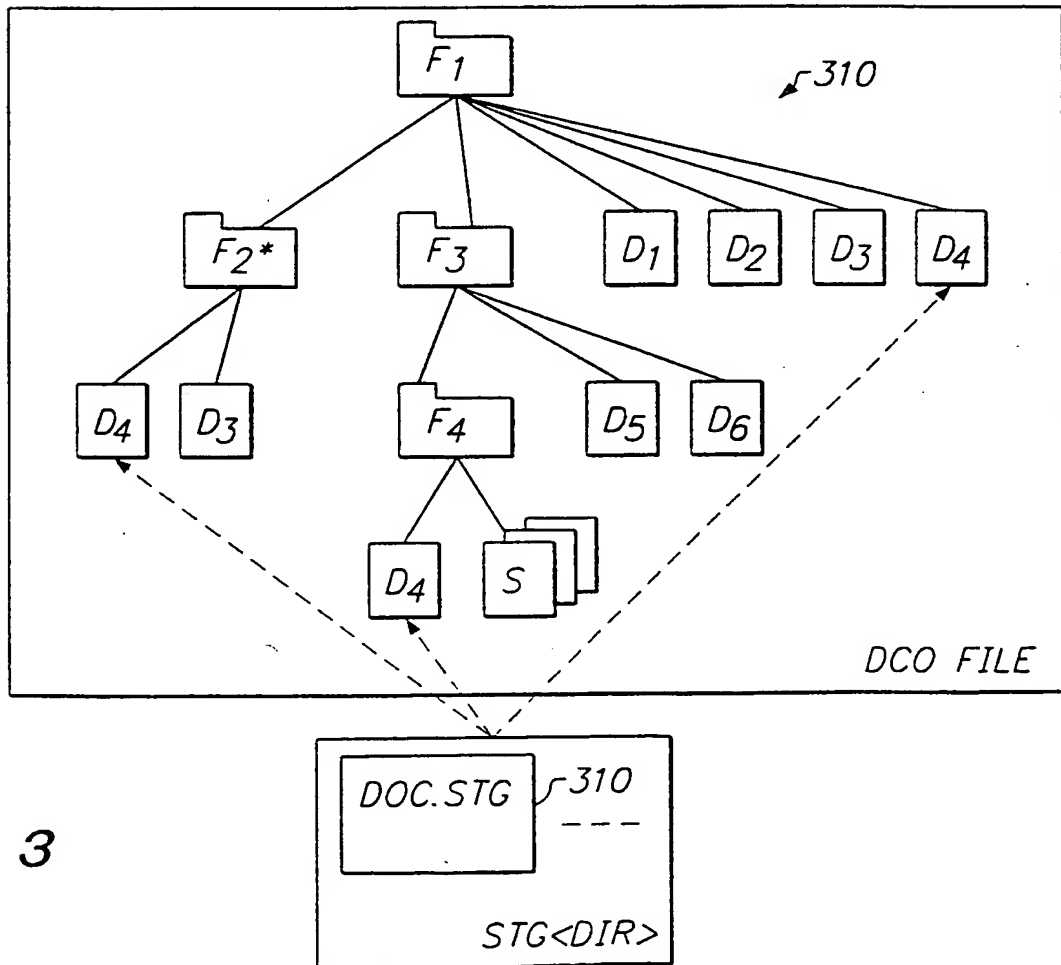 F1
310
F2*
F3
D1
D2
D3
D4
D4
D3
F4
D5
D6
D4
S
DCO FILE
DOC.STG
310
3
STG<DIR>